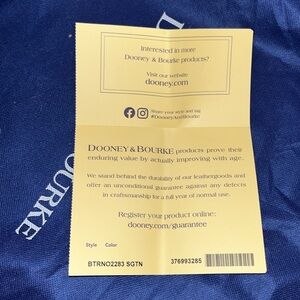 Interested in more
Dooney & Bourke products?
Visit our website
dooney.com
Share your style and tag
#DooneyAndBourke
DOONEY & BOURKE products prove their
enduring value by actually improving with age.
We stand behind the durability of our leathergoods and
offer an unconditional guarantee against any defects
in craftsmanship for a full year of normal use.
Register your product online:
dooney.com/guarantee
Style Color
BTRNO2283 SGTN 376993285
OURKE